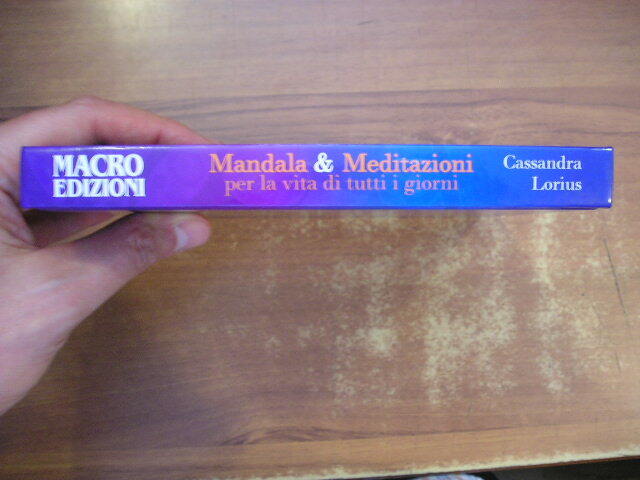 MACRO
EDIZIONI
Mandala & Meditazioni
per la vita di tutti i giorni
Cassandra
Lorius